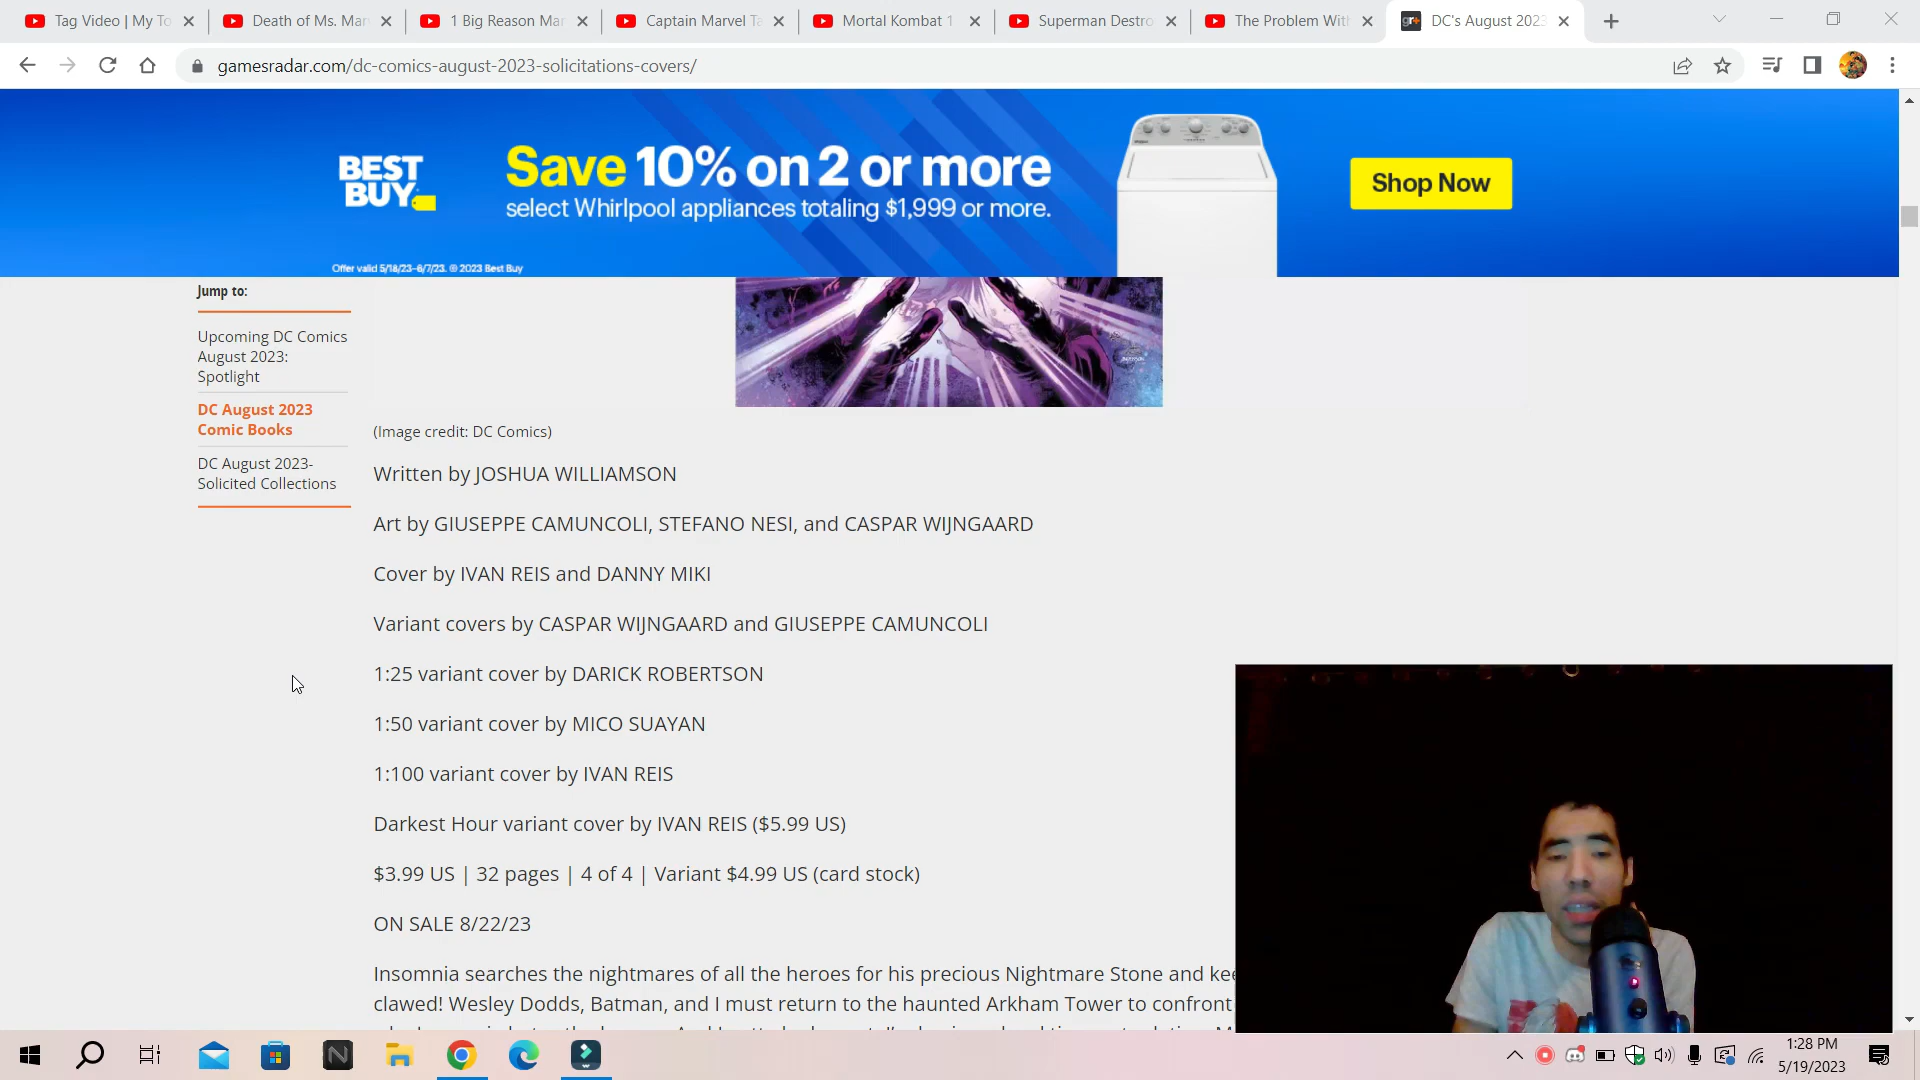 Tag Video | My To
Death of Ms. Mar
1 Big Reason Mar
Captain Marvel Ta
Mortal Kombat 1
Superman Destro
The Problem With
DC's August 2023
gamesradar.com/dc-comics-august-2023-solicitations-covers/
BEST BUY
Save 10% on 2 or more
select Whirlpool appliances totaling $1,999 or more.
Shop Now
Offer valid 5/18/23–6/7/23. © 2023 Best Buy
Jump to:
Upcoming DC Comics
August 2023:
Spotlight
DC August 2023
Comic Books
DC August 2023-
Solicited Collections
(Image credit: DC Comics)
Written by JOSHUA WILLIAMSON
Art by GIUSEPPE CAMUNCOLI, STEFANO NESI, and CASPAR WIJNGAARD
Cover by IVAN REIS and DANNY MIKI
Variant covers by CASPAR WIJNGAARD and GIUSEPPE CAMUNCOLI
1:25 variant cover by DARICK ROBERTSON
1:50 variant cover by MICO SUAYAN
1:100 variant cover by IVAN REIS
Darkest Hour variant cover by IVAN REIS ($5.99 US)
$3.99 US | 32 pages | 4 of 4 | Variant $4.99 US (card stock)
ON SALE 8/22/23
Insomnia searches the nightmares of all the heroes for his precious Nightmare Stone and kee
clawed! Wesley Dodds, Batman, and I must return to the haunted Arkham Tower to confront
1:28 PM
5/19/2023